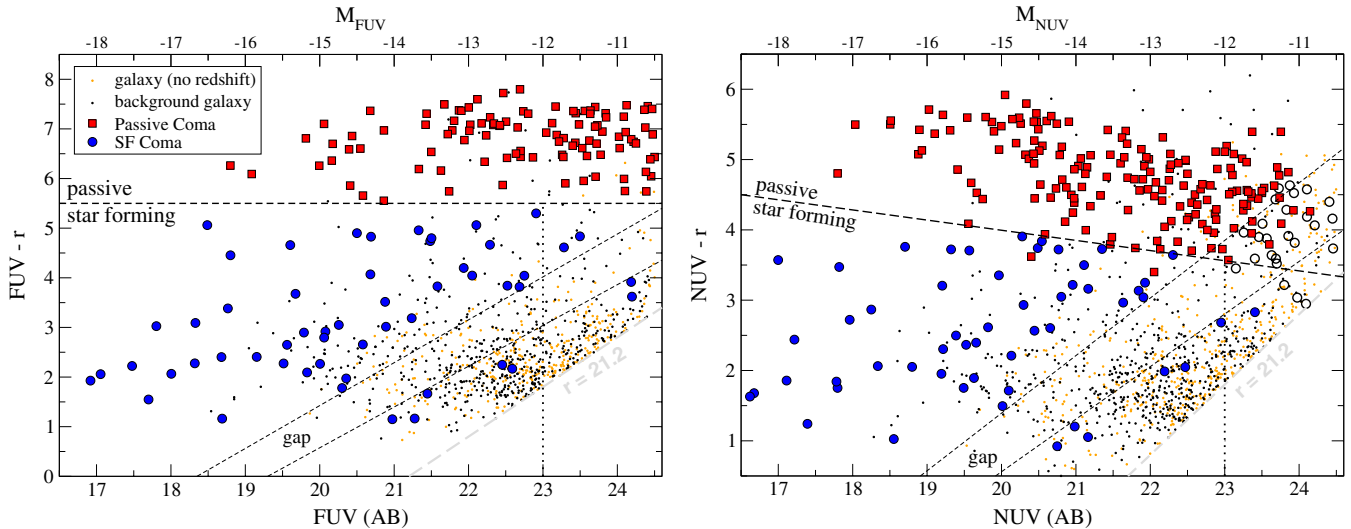 M_FUV
-18 -17 -16 -15 -14 -13 -12 -11
8
7
6
5
4
3
2
1
0
FUV - r
galaxy (no redshift)
background galaxy
Passive Coma
SF Coma
passive
star forming
gap
r = 21.2
17 18 19 20 21 22 23 24
FUV (AB)
M_NUV
-18 -17 -16 -15 -14 -13 -12 -11
6
5
4
3
2
1
NUV - r
passive
star forming
gap
r = 21.2
17 18 19 20 21 22 23 24
NUV (AB)